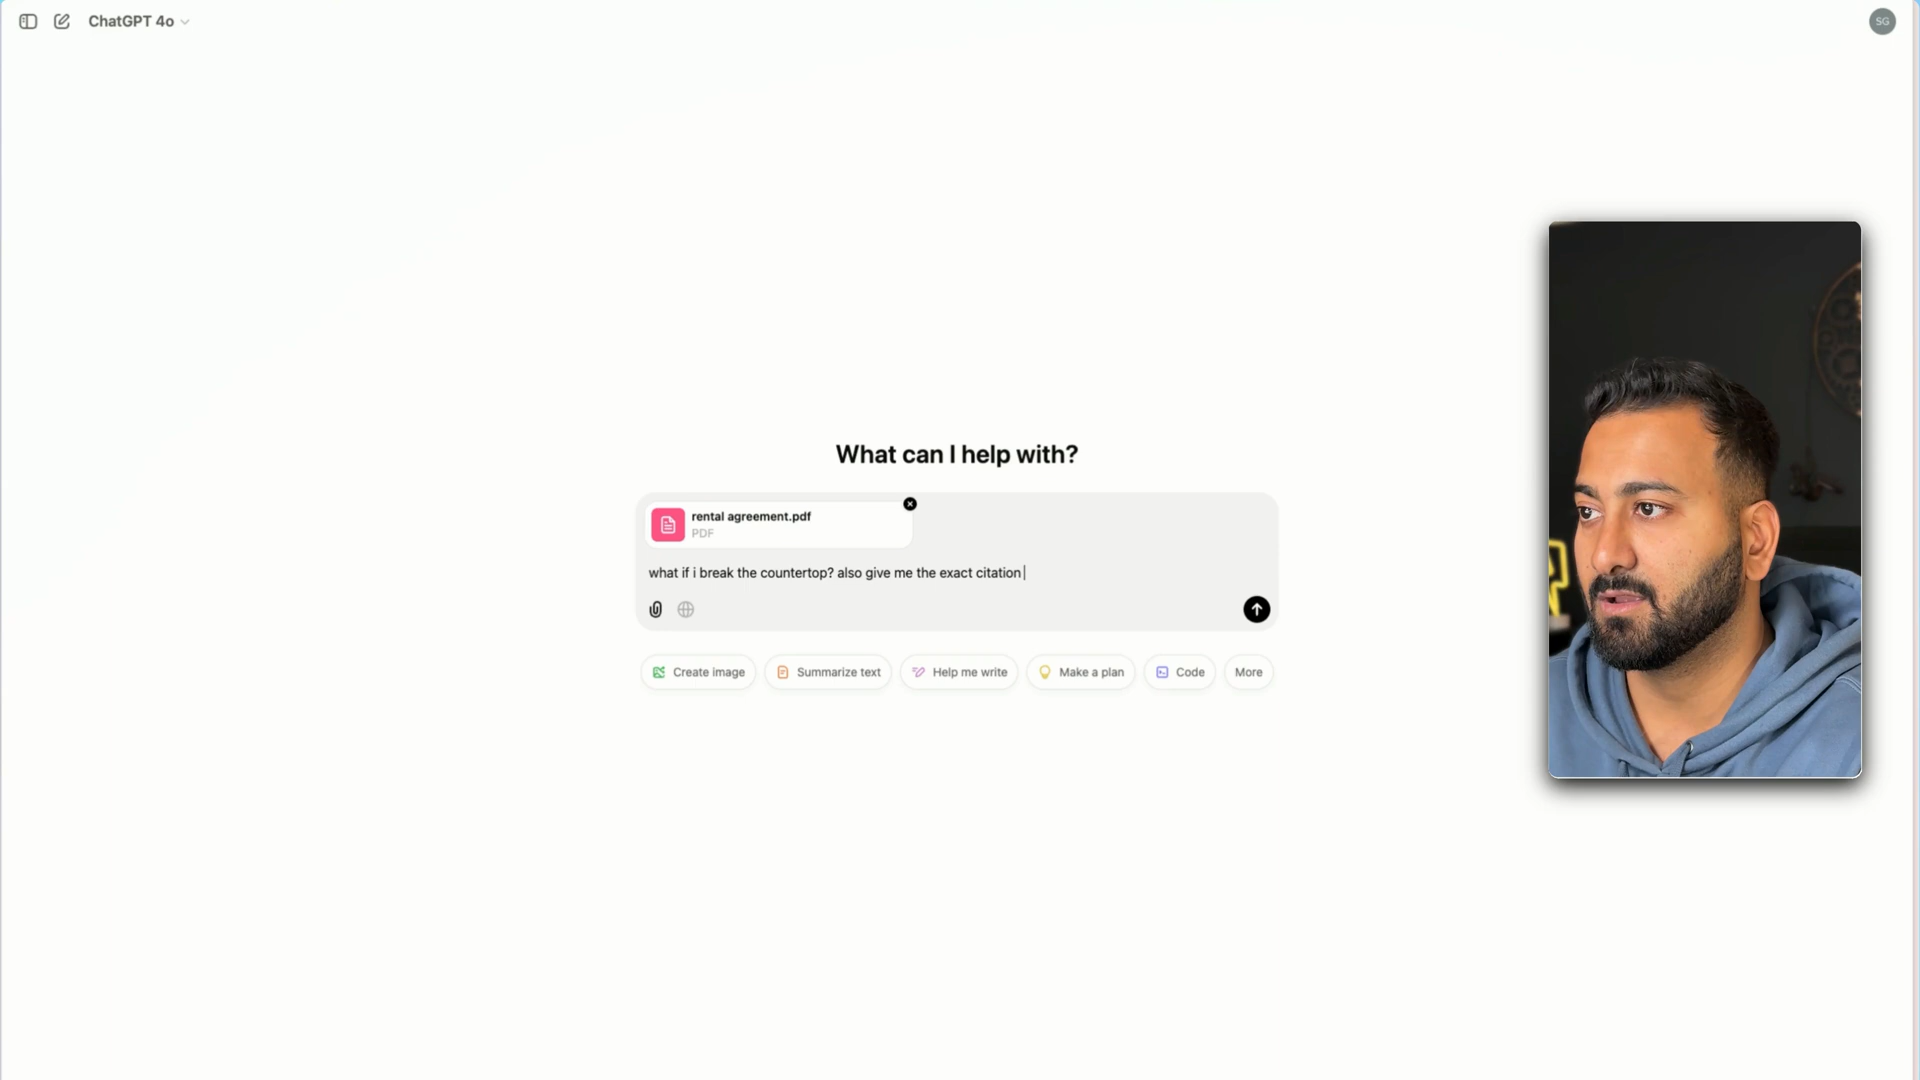 ChatGPT 4o
SG
What can I help with?
rental agreement.pdf
PDF
what if i break the countertop? also give me the exact citation
Create image
Summarize text
Help me write
Make a plan
Code
More